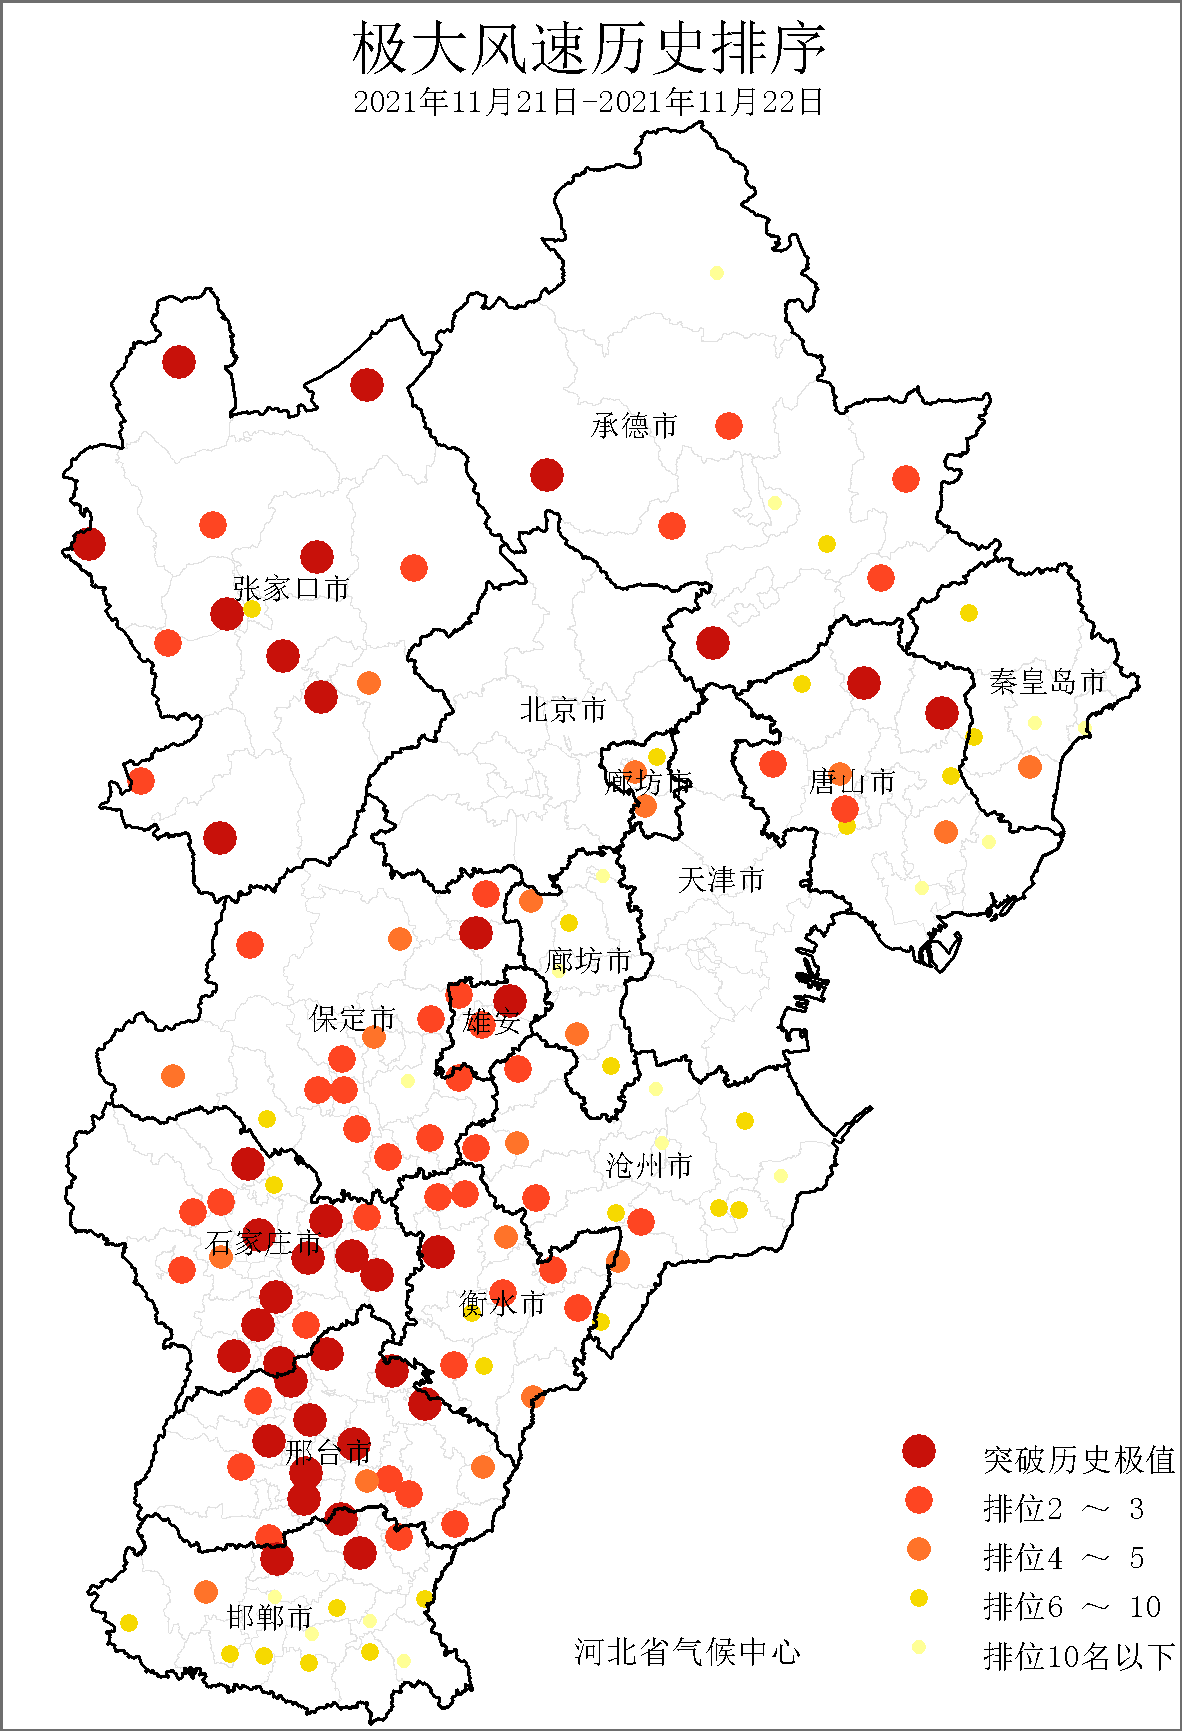 极大风速历史排序
2021年11月21日-2021年11月22日
承德市
张家口市
秦皇岛市
北京市
廊坊市
唐山市
天津市
廊坊市
保定市
雄安
沧州市
石家庄市
衡水市
邢台市
邯郸市
河北省气候中心
突破历史极值
排位2 ～ 3
排位4 ～ 5
排位6 ～ 10
排位10名以下